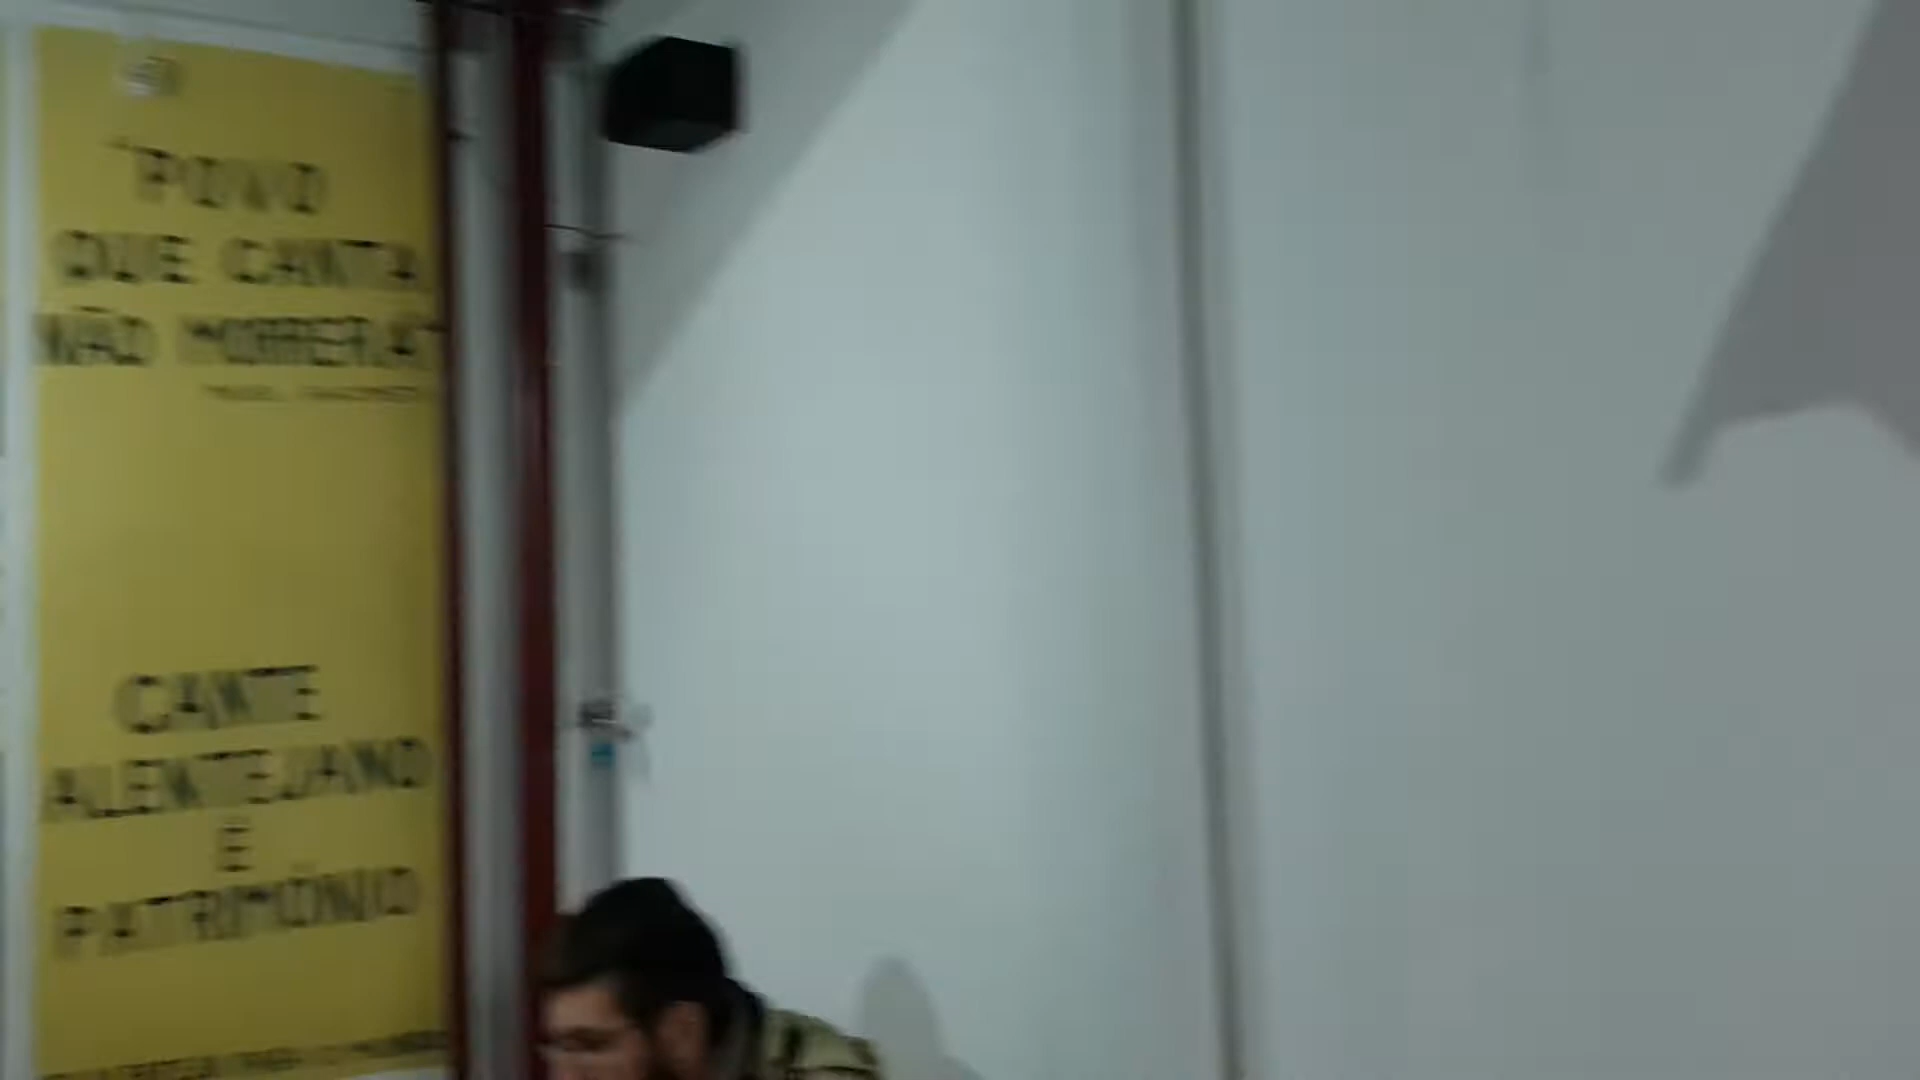 "POVO
QUE CANTA
NÃO MORRERÁ"
CANTE
ALENTEJANO
É
PATRIMÓNIO